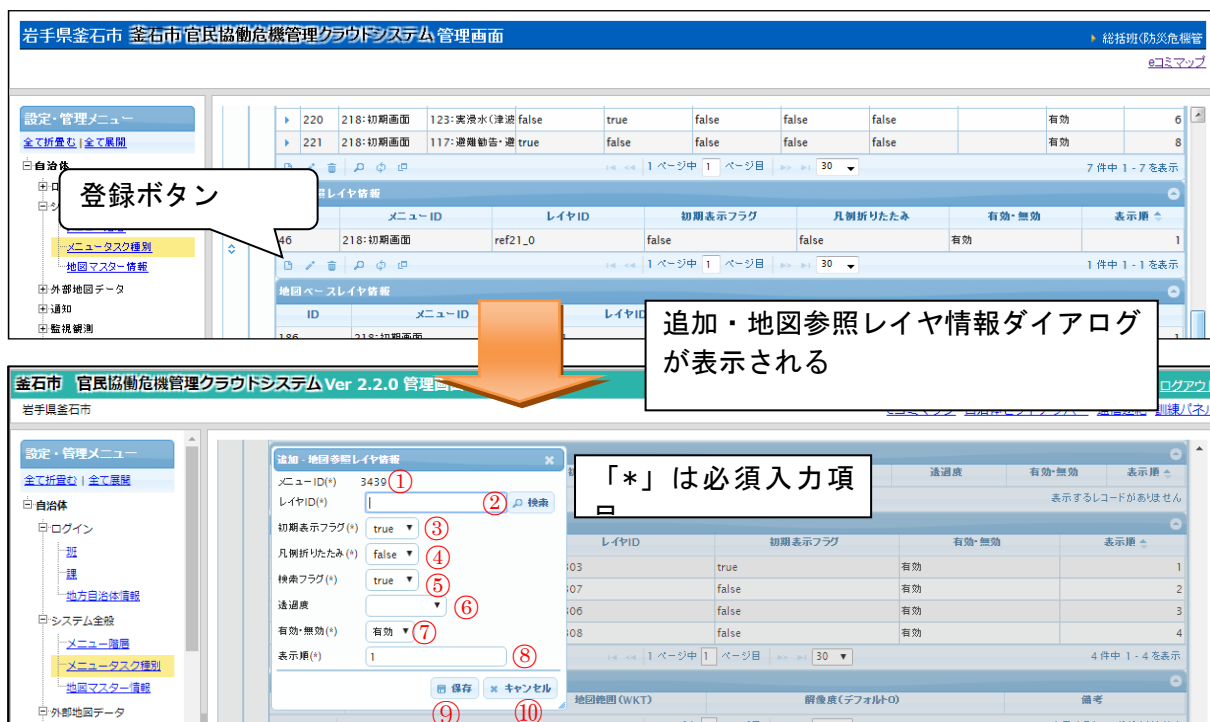 岩手県釜石市 釜石市 官民協働危機管理クラウドシステム 管理画面
総括班(防災危機管
eコミマップ
設定・管理メニュー
全て折畳む | 全て展開
自治体
メニュータスク種別
地図マスター情報
外部地図データ
通知
監視観測
登録ボタン
220 218:初期画面 123:実浸水(津波 false true false false false 有効 6
221 218:初期画面 117:避難勧告・避 true false false false false 有効 8
1 ページ中 1 ページ目 30 7 件中 1 - 7 を表示
レイヤ情報
メニューID レイヤID 初期表示フラグ 凡例折りたたみ 有効・無効 表示順
46 218:初期画面 ref21_0 false false 有効 1
1 ページ中 1 ページ目 30 1 件中 1 - 1 を表示
地図ベースレイヤ情報
ID メニューID レイヤID
186 218:初期画面
追加・地図参照レイヤ情報ダイアログ
が表示される
釜石市 官民協働危機管理クラウドシステム Ver 2.2.0 管理画面
ログアウト
岩手県釜石市
訓練パネル
設定・管理メニュー
全て折畳む | 全て展開
自治体
ログイン
班
課
地方自治体情報
システム全般
メニュー階層
メニュータスク種別
地図マスター情報
外部地図データ
追加 - 地図参照レイヤ情報
メニューID(*) 3439 ①
レイヤID(*) ② 検索
初期表示フラグ(*) true ③
凡例折りたたみ(*) false ④
検索フラグ(*) true ⑤
透過度 ⑥
有効・無効(*) 有効 ⑦
表示順(*) 1 ⑧
保存 キャンセル
⑨ ⑩
「*」は必須入力項
透過度 有効・無効 表示順
表示するレコードがありません
レイヤID 初期表示フラグ 有効・無効 表示順
303 true 有効 1
307 false 有効 2
306 false 有効 3
308 false 有効 4
1 ページ中 1 ページ目 30 4 件中 1 - 4 を表示
地図範囲(WKT) 解像度(デフォルト0) 備考